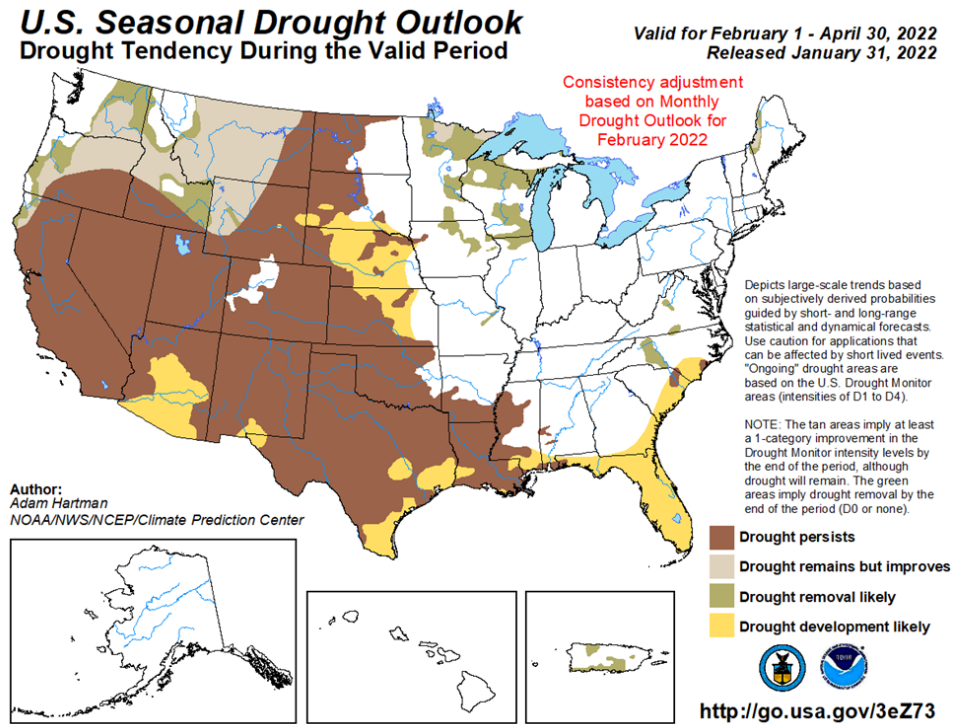 U.S. Seasonal Drought Outlook
Drought Tendency During the Valid Period
Valid for February 1 - April 30, 2022
Released January 31, 2022
Consistency adjustment
based on Monthly
Drought Outlook for
February 2022
Depicts large-scale trends based
on subjectively derived probabilities
guided by short- and long-range
statistical and dynamical forecasts.
Use caution for applications that
can be affected by short lived events.
"Ongoing" drought areas are
based on the U.S. Drought Monitor
areas (intensities of D1 to D4).
NOTE: The tan areas imply at least
a 1-category improvement in the
Drought Monitor intensity levels by
the end of the period, although
drought will remain. The green
areas imply drought removal by the
end of the period (D0 or none).
Author:
Adam Hartman
NOAA/NWS/NCEP/Climate Prediction Center
Drought persists
Drought remains but improves
Drought removal likely
Drought development likely
http://go.usa.gov/3eZ73